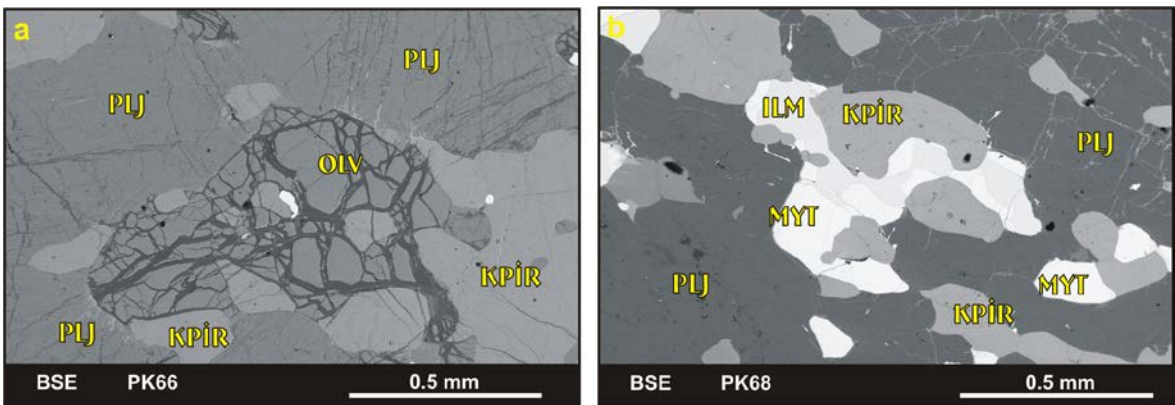 a
PLJ
PLJ
OLV
KPİR
PLJ
KPİR
BSE PK66 0.5 mm
b
ILM
KPİR
PLJ
MYT
PLJ
MYT
KPİR
BSE PK68 0.5 mm